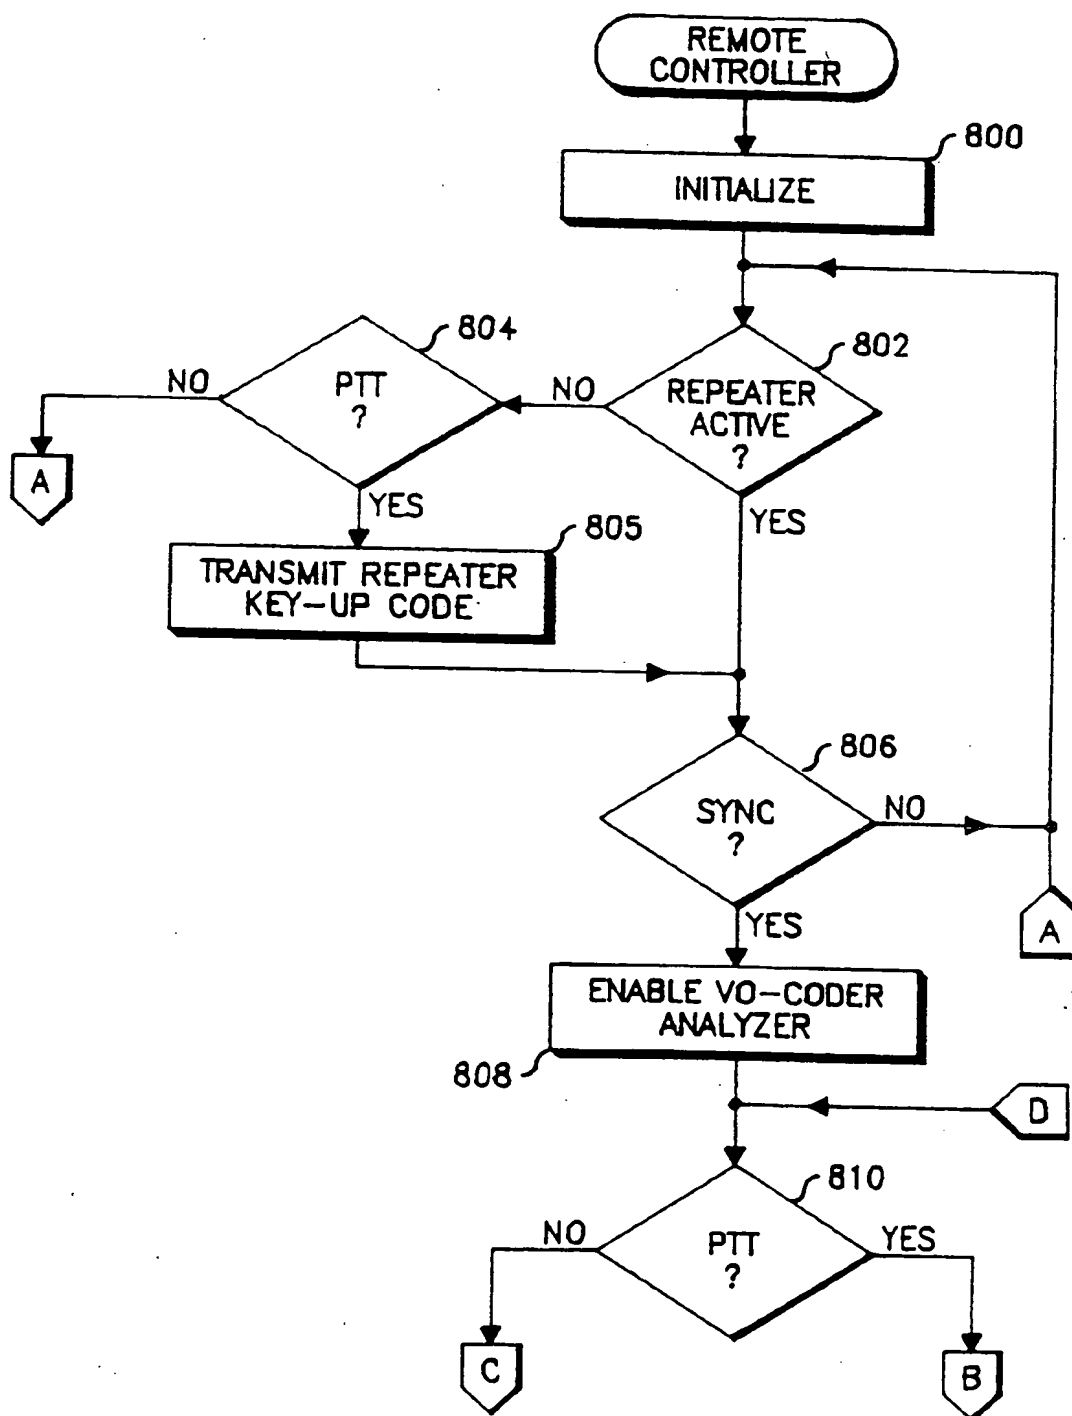 REMOTE
CONTROLLER
800
INITIALIZE
804
802
NO
PTT
?
NO
REPEATER
ACTIVE
?
A
YES
YES
805
TRANSMIT REPEATER
KEY-UP CODE
806
SYNC
?
NO
YES
A
ENABLE VO-CODER
ANALYZER
808
D
810
NO
PTT
?
YES
C
B